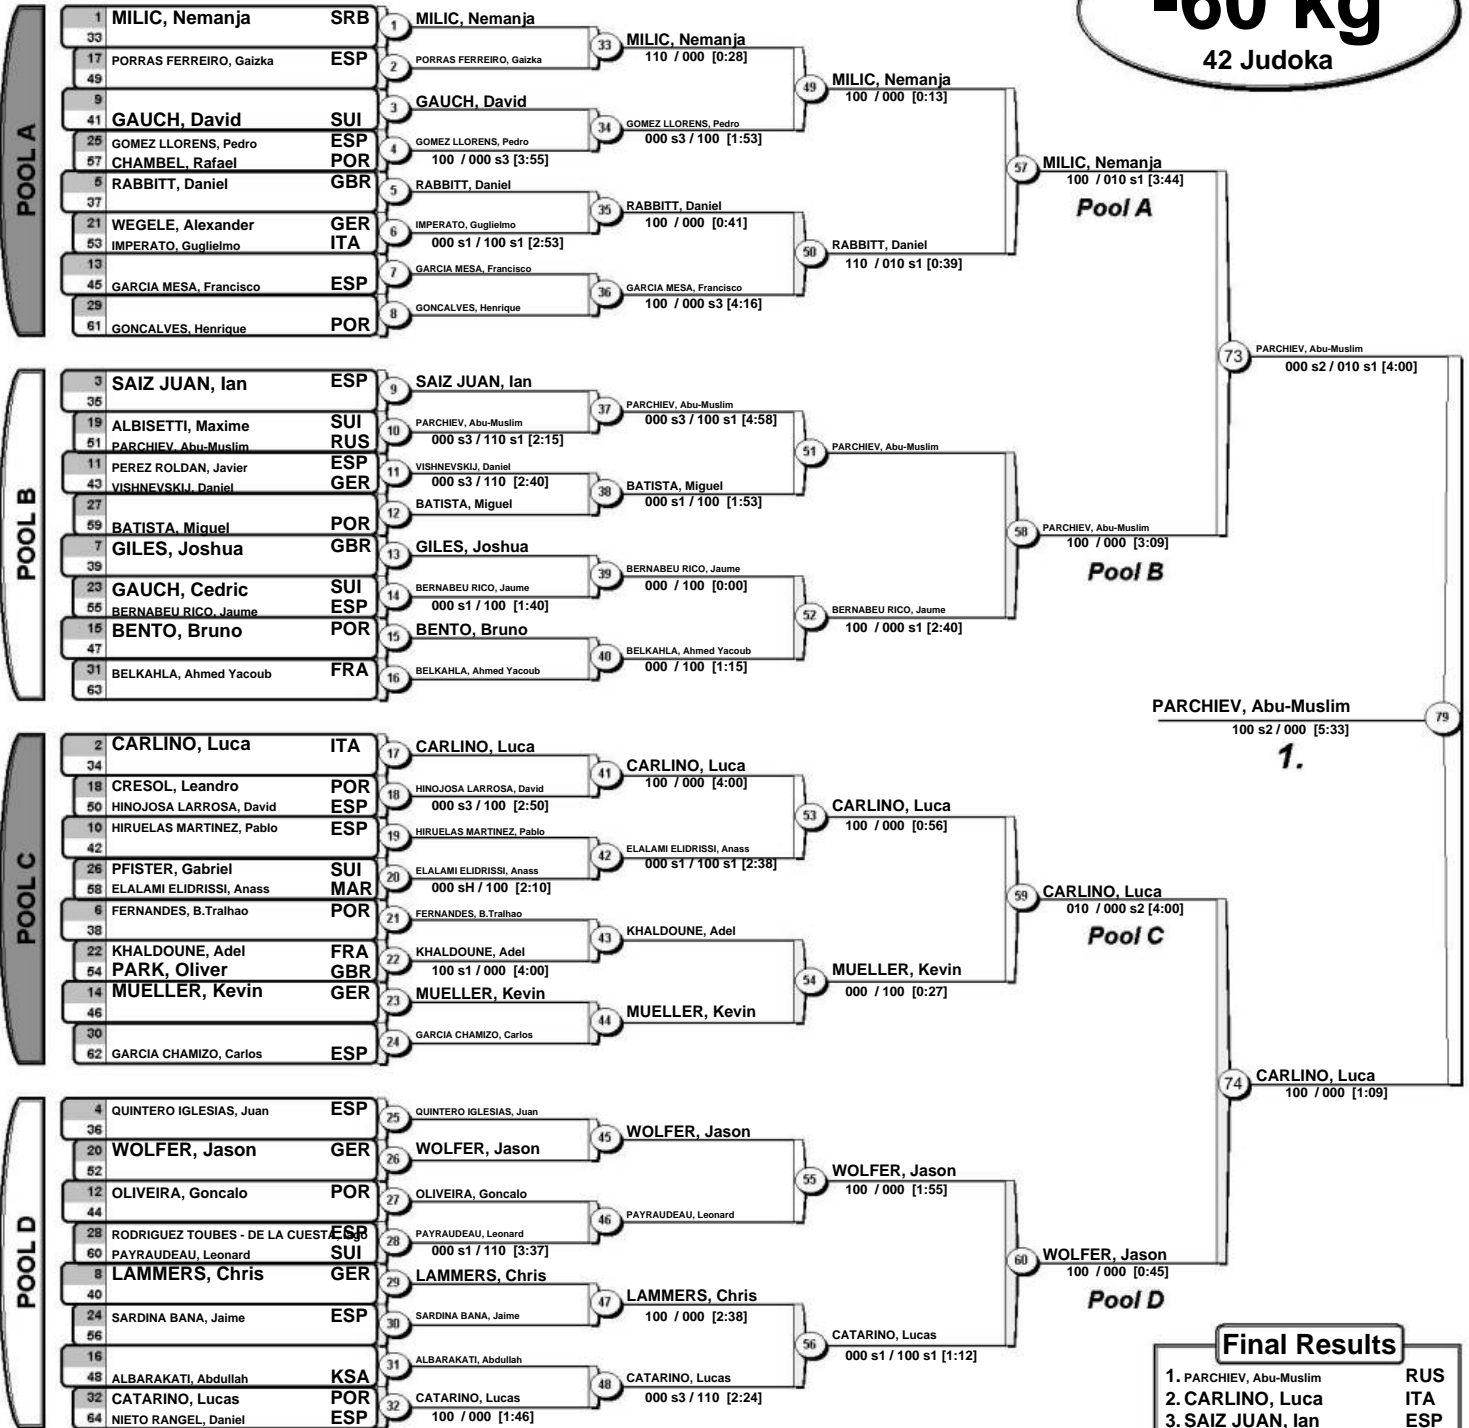 -60 kg
42 Judoka
POOL A
1 MILIC, Nemanja SRB
33
17 PORRAS FERREIRO, Gaizka ESP
49
9
41 GAUCH, David SUI
25 GOMEZ LLORENS, Pedro ESP
57 CHAMBEL, Rafael POR
5 RABBITT, Daniel GBR
37
21 WEGELE, Alexander GER
53 IMPERATO, Guglielmo ITA
13
45 GARCIA MESA, Francisco ESP
29
61 GONCALVES, Henrique POR
1 MILIC, Nemanja
2 PORRAS FERREIRO, Gaizka
3 GAUCH, David
4 GOMEZ LLORENS, Pedro
100 / 000 s3 [3:55]
5 RABBITT, Daniel
6 IMPERATO, Guglielmo
000 s1 / 100 s1 [2:53]
7 GARCIA MESA, Francisco
8 GONCALVES, Henrique
33 MILIC, Nemanja
110 / 000 [0:28]
34 GOMEZ LLORENS, Pedro
000 s3 / 100 [1:53]
35 RABBITT, Daniel
100 / 000 [0:41]
36 GARCIA MESA, Francisco
100 / 000 s3 [4:16]
49 MILIC, Nemanja
100 / 000 [0:13]
50 RABBITT, Daniel
110 / 010 s1 [0:39]
57 MILIC, Nemanja
100 / 010 s1 [3:44]
Pool A
POOL B
3 SAIZ JUAN, Ian ESP
35
19 ALBISETTI, Maxime SUI
51 PARCHIEV, Abu-Muslim RUS
11 PEREZ ROLDAN, Javier ESP
43 VISHNEVSKIJ, Daniel GER
27
59 BATISTA, Miguel POR
7 GILES, Joshua GBR
39
23 GAUCH, Cedric SUI
55 BERNABEU RICO, Jaume ESP
15 BENTO, Bruno POR
47
31 BELKAHLA, Ahmed Yacoub FRA
63
9 SAIZ JUAN, Ian
10 PARCHIEV, Abu-Muslim
000 s3 / 110 s1 [2:15]
11 VISHNEVSKIJ, Daniel
000 s3 / 110 [2:40]
12 BATISTA, Miguel
13 GILES, Joshua
14 BERNABEU RICO, Jaume
000 s1 / 100 [1:40]
15 BENTO, Bruno
16 BELKAHLA, Ahmed Yacoub
37 PARCHIEV, Abu-Muslim
000 s3 / 100 s1 [4:58]
38 BATISTA, Miguel
000 s1 / 100 [1:53]
39 BERNABEU RICO, Jaume
000 / 100 [0:00]
40 BELKAHLA, Ahmed Yacoub
000 / 100 [1:15]
51 PARCHIEV, Abu-Muslim
52 BERNABEU RICO, Jaume
100 / 000 s1 [2:40]
58 PARCHIEV, Abu-Muslim
100 / 000 [3:09]
Pool B
73 PARCHIEV, Abu-Muslim
000 s2 / 010 s1 [4:00]
PARCHIEV, Abu-Muslim 79
100 s2 / 000 [5:33]
1.
POOL C
2 CARLINO, Luca ITA
34
18 CRESOL, Leandro POR
50 HINOJOSA LARROSA, David ESP
10 HIRUELAS MARTINEZ, Pablo ESP
42
26 PFISTER, Gabriel SUI
58 ELALAMI ELIDRISSI, Anass MAR
6 FERNANDES, B.Tralhao POR
38
22 KHALDOUNE, Adel FRA
54 PARK, Oliver GBR
14 MUELLER, Kevin GER
46
30
62 GARCIA CHAMIZO, Carlos ESP
17 CARLINO, Luca
18 HINOJOSA LARROSA, David
000 s3 / 100 [2:50]
19 HIRUELAS MARTINEZ, Pablo
20 ELALAMI ELIDRISSI, Anass
000 sH / 100 [2:10]
21 FERNANDES, B.Tralhao
22 KHALDOUNE, Adel
100 s1 / 000 [4:00]
23 MUELLER, Kevin
24 GARCIA CHAMIZO, Carlos
41 CARLINO, Luca
100 / 000 [4:00]
42 ELALAMI ELIDRISSI, Anass
000 s1 / 100 s1 [2:38]
43 KHALDOUNE, Adel
44 MUELLER, Kevin
53 CARLINO, Luca
100 / 000 [0:56]
54 MUELLER, Kevin
000 / 100 [0:27]
59 CARLINO, Luca
010 / 000 s2 [4:00]
Pool C
74 CARLINO, Luca
100 / 000 [1:09]
POOL D
4 QUINTERO IGLESIAS, Juan ESP
36
20 WOLFER, Jason GER
52
12 OLIVEIRA, Goncalo POR
44
28 RODRIGUEZ TOUBES - DE LA CUESTA, ESP
60 PAYRAUDEAU, Leonard SUI
8 LAMMERS, Chris GER
40
24 SARDINA BANA, Jaime ESP
56
16
48 ALBARAKATI, Abdullah KSA
32 CATARINO, Lucas POR
64 NIETO RANGEL, Daniel ESP
25 QUINTERO IGLESIAS, Juan
26 WOLFER, Jason
27 OLIVEIRA, Goncalo
28 PAYRAUDEAU, Leonard
000 s1 / 110 [3:37]
29 LAMMERS, Chris
30 SARDINA BANA, Jaime
31 ALBARAKATI, Abdullah
32 CATARINO, Lucas
100 / 000 [1:46]
45 WOLFER, Jason
46 PAYRAUDEAU, Leonard
47 LAMMERS, Chris
100 / 000 [2:38]
48 CATARINO, Lucas
000 s3 / 110 [2:24]
55 WOLFER, Jason
100 / 000 [1:55]
56 CATARINO, Lucas
000 s1 / 100 s1 [1:12]
60 WOLFER, Jason
100 / 000 [0:45]
Pool D
Final Results
1. PARCHIEV, Abu-Muslim RUS
2. CARLINO, Luca ITA
3. SAIZ JUAN, Ian ESP